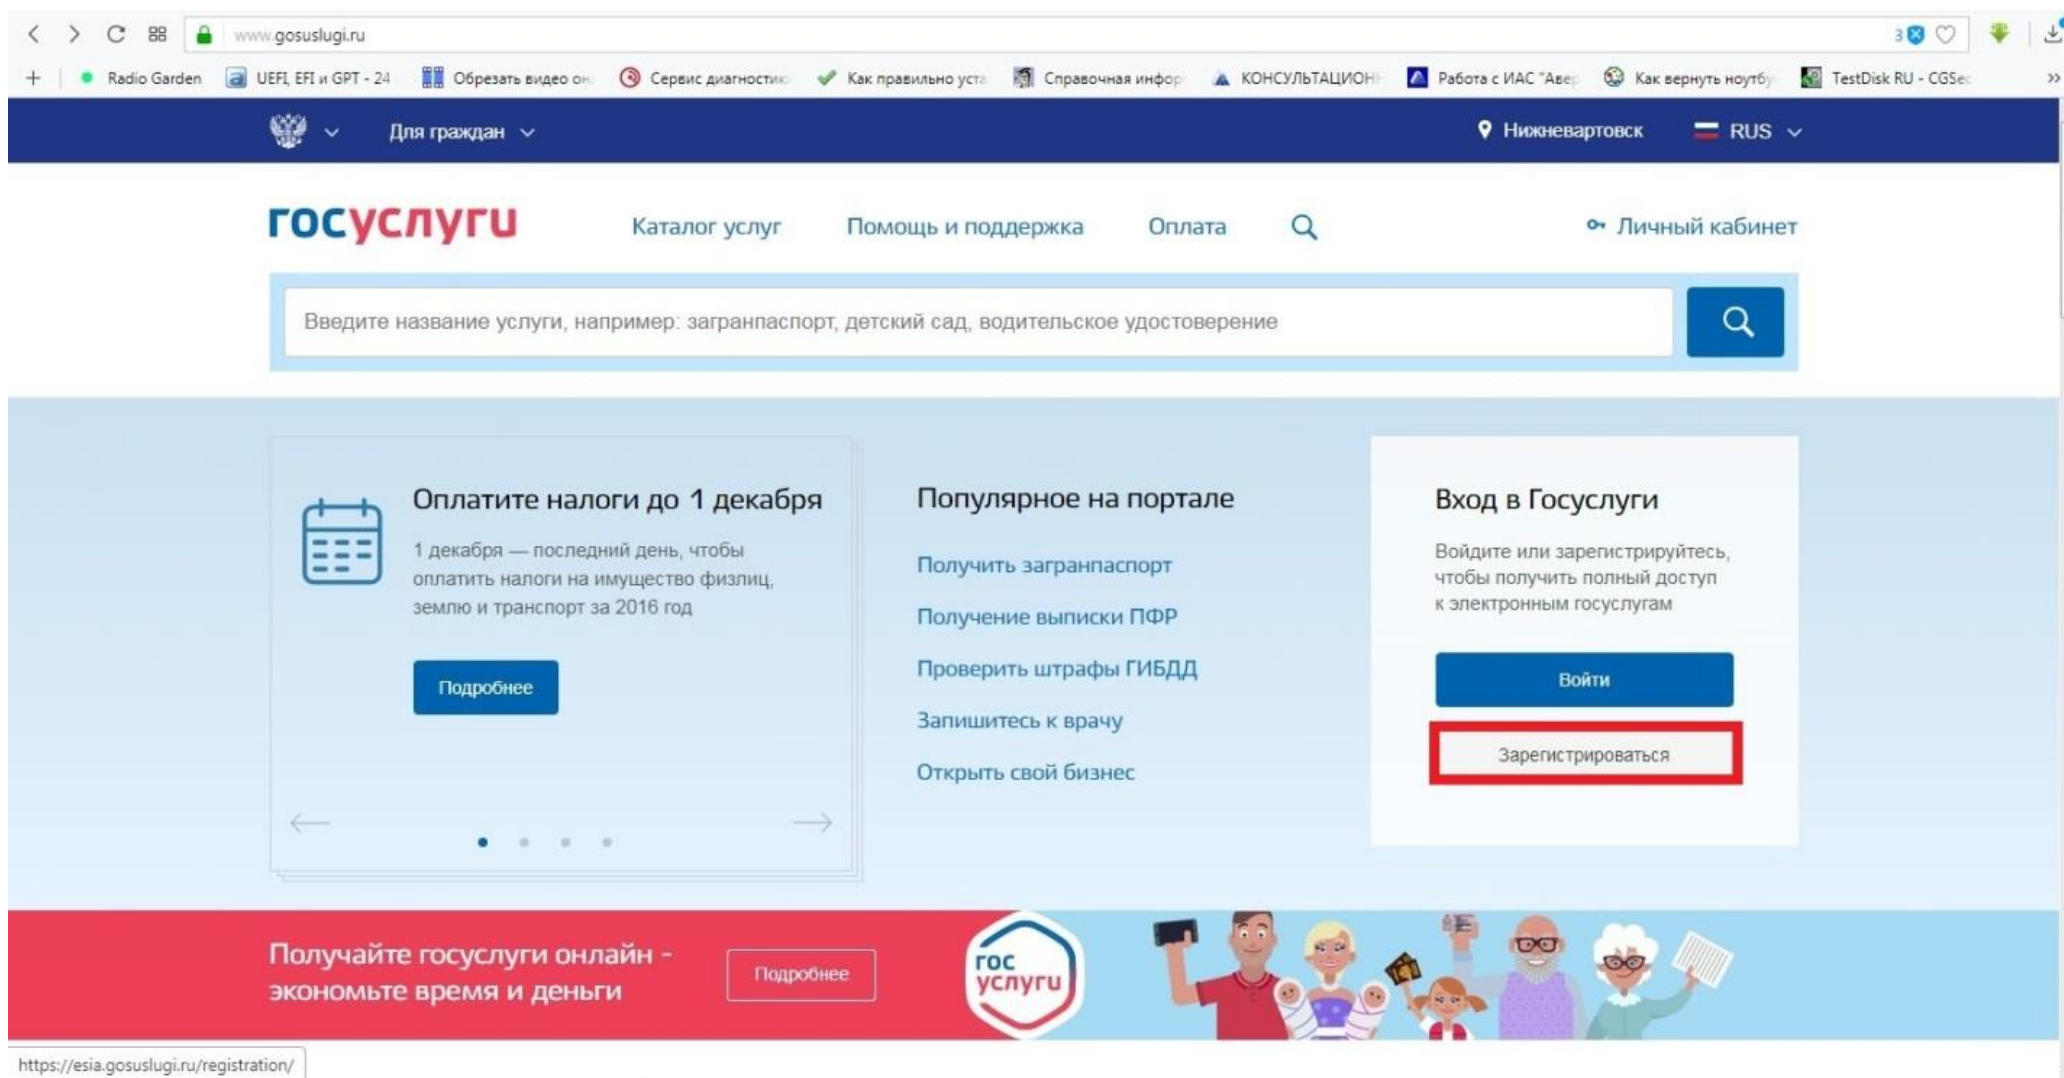 www.gosuslugi.ru
3
Radio Garden UEFI, EFI и GPT - 24 Обрезать видео он Сервис диагностик Как правильно уста Справочная инфор КОНСУЛЬТАЦИОН Работа с ИАС "Авер Как вернуть ноутбу TestDisk RU - CGSec
Для граждан Нижневартовск RUS
госуслуги Каталог услуг Помощь и поддержка Оплата Личный кабинет
Введите название услуги, например: загранпаспорт, детский сад, водительское удостоверение
Оплатите налоги до 1 декабря
1 декабря — последний день, чтобы
оплатить налоги на имущество физлиц,
землю и транспорт за 2016 год
Подробнее
Популярное на портале
Получить загранпаспорт
Получение выписки ПФР
Проверить штрафы ГИБДД
Запишитесь к врачу
Открыть свой бизнес
Вход в Госуслуги
Войдите или зарегистрируйтесь,
чтобы получить полный доступ
к электронным госуслугам
Войти
Зарегистрироваться
Получайте госуслуги онлайн -
экономьте время и деньги
Подробнее
гос
услуги
https://esia.gosuslugi.ru/registration/